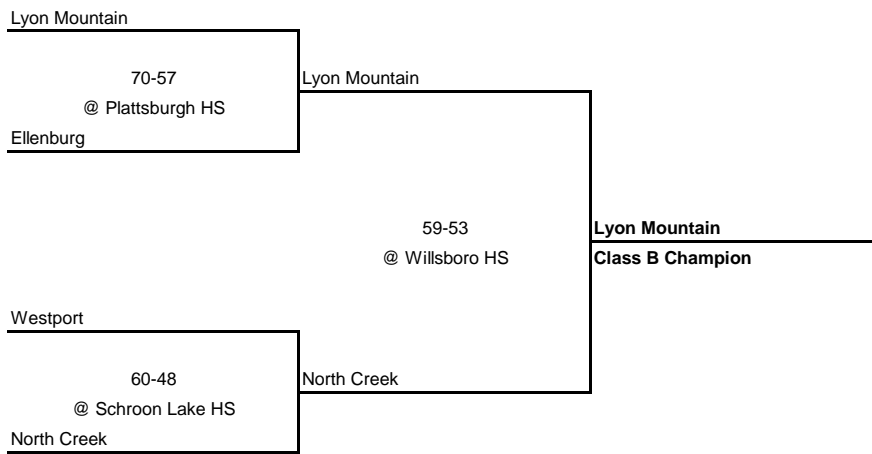 Lyon Mountain
70-57
Lyon Mountain
@ Plattsburgh HS
Ellenburg
59-53
Lyon Mountain
@ Willsboro HS
Class B Champion
Westport
60-48
North Creek
@ Schroon Lake HS
North Creek